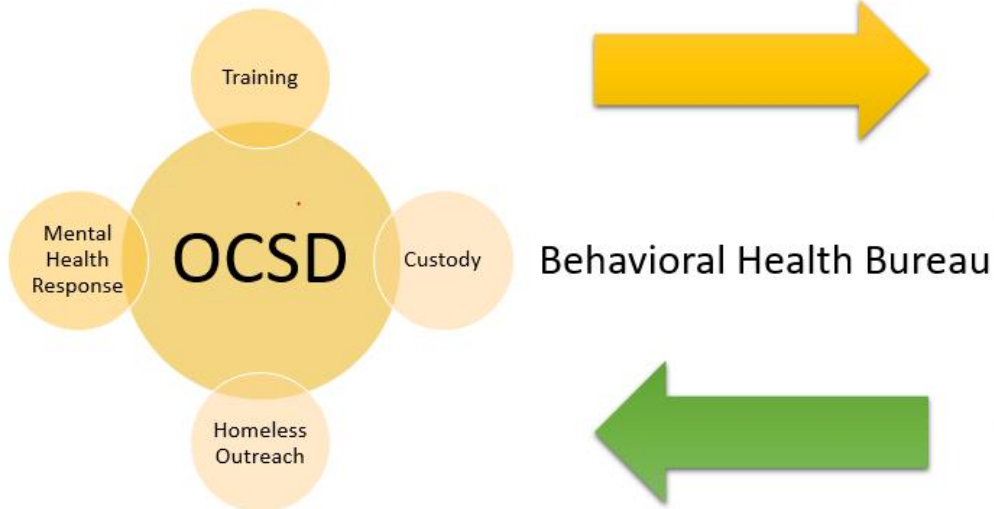 Training
Mental
Health
Response
OCSD
Custody
Behavioral Health Bureau
Homeless
Outreach